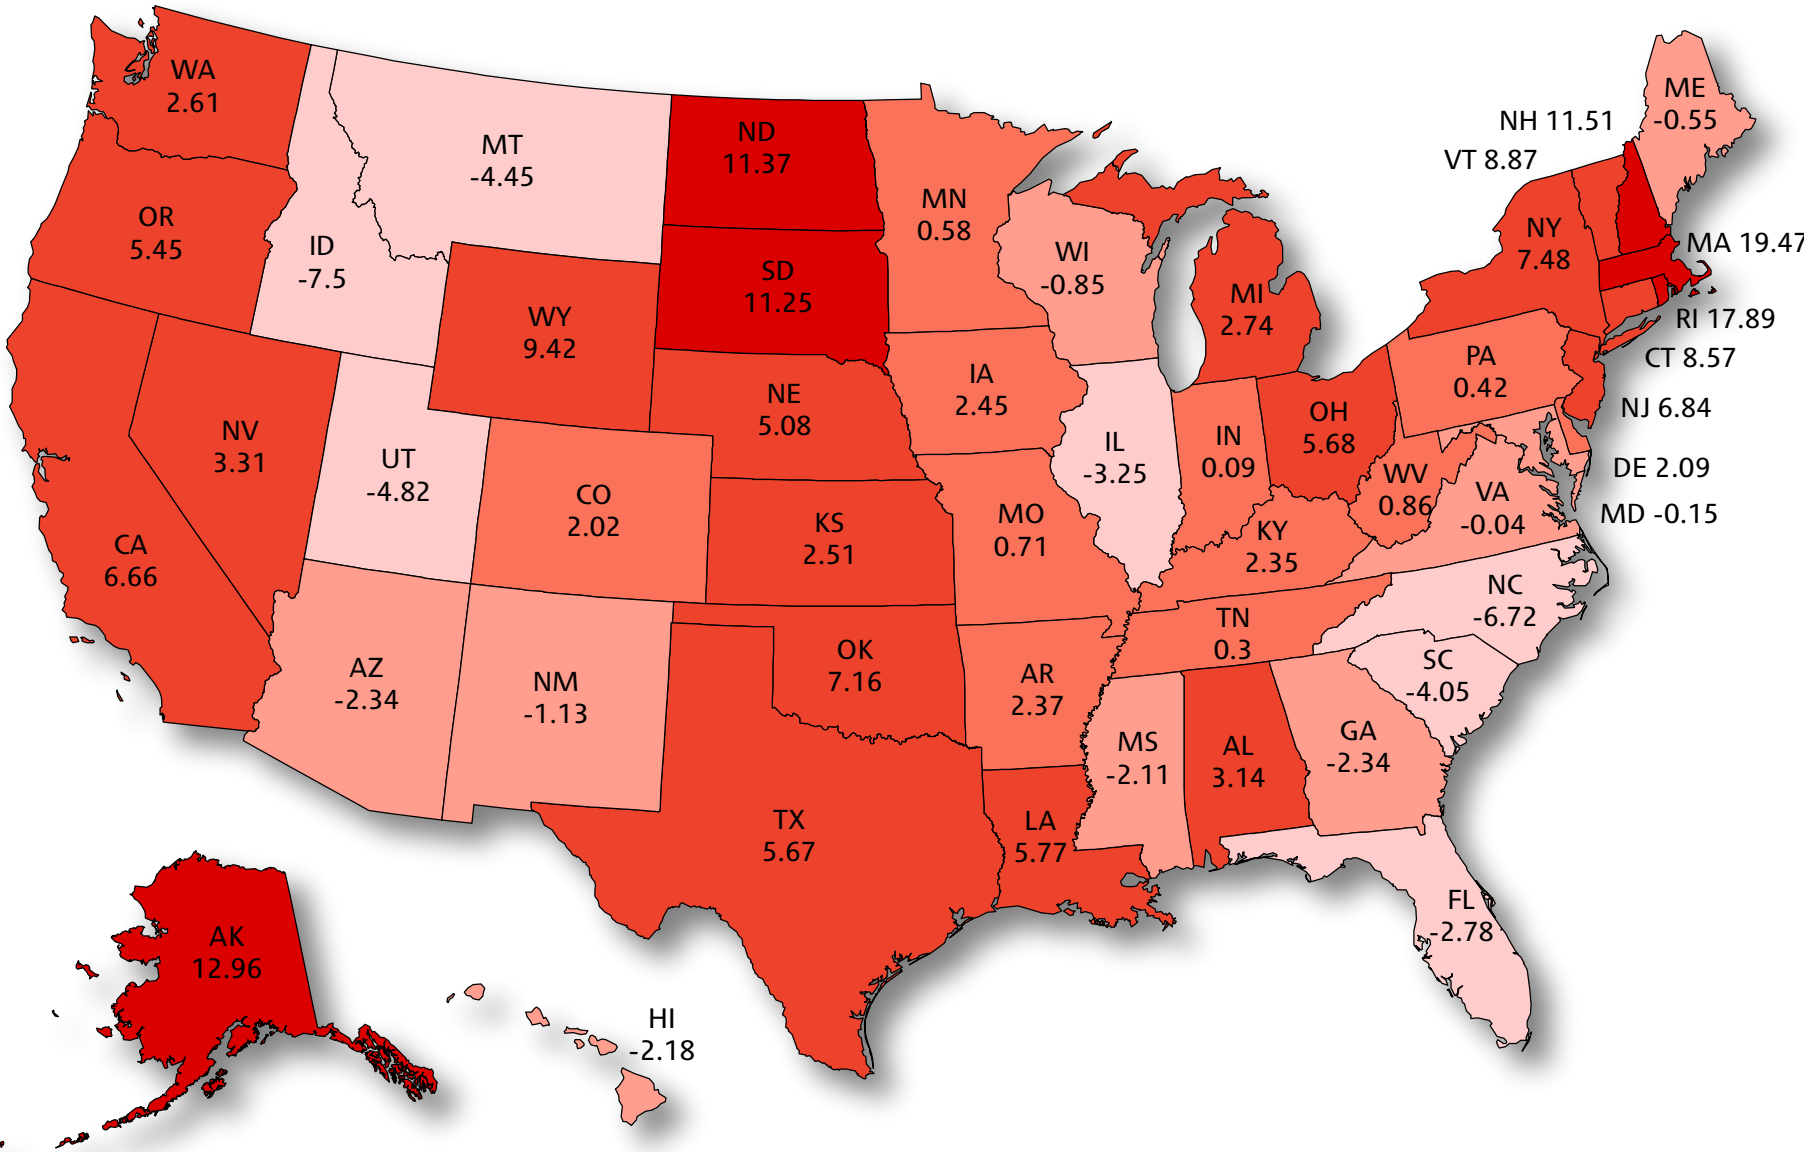 WA
2.61
MT
-4.45
ND
11.37
ME
-0.55
NH 11.51
VT 8.87
MN
0.58
OR
5.45
ID
-7.5
WI
-0.85
NY
7.48
MA 19.47
SD
11.25
MI
2.74
RI 17.89
WY
9.42
CT 8.57
PA
0.42
IA
2.45
NE
5.08
NJ 6.84
OH
5.68
NV
3.31
UT
-4.82
IL
-3.25
IN
0.09
DE 2.09
WV
0.86
VA
-0.04
MD -0.15
CO
2.02
MO
0.71
KS
2.51
KY
2.35
CA
6.66
NC
-6.72
TN
0.3
OK
7.16
SC
-4.05
AZ
-2.34
NM
-1.13
AR
2.37
GA
-2.34
MS
-2.11
AL
3.14
TX
5.67
LA
5.77
FL
-2.78
AK
12.96
HI
-2.18